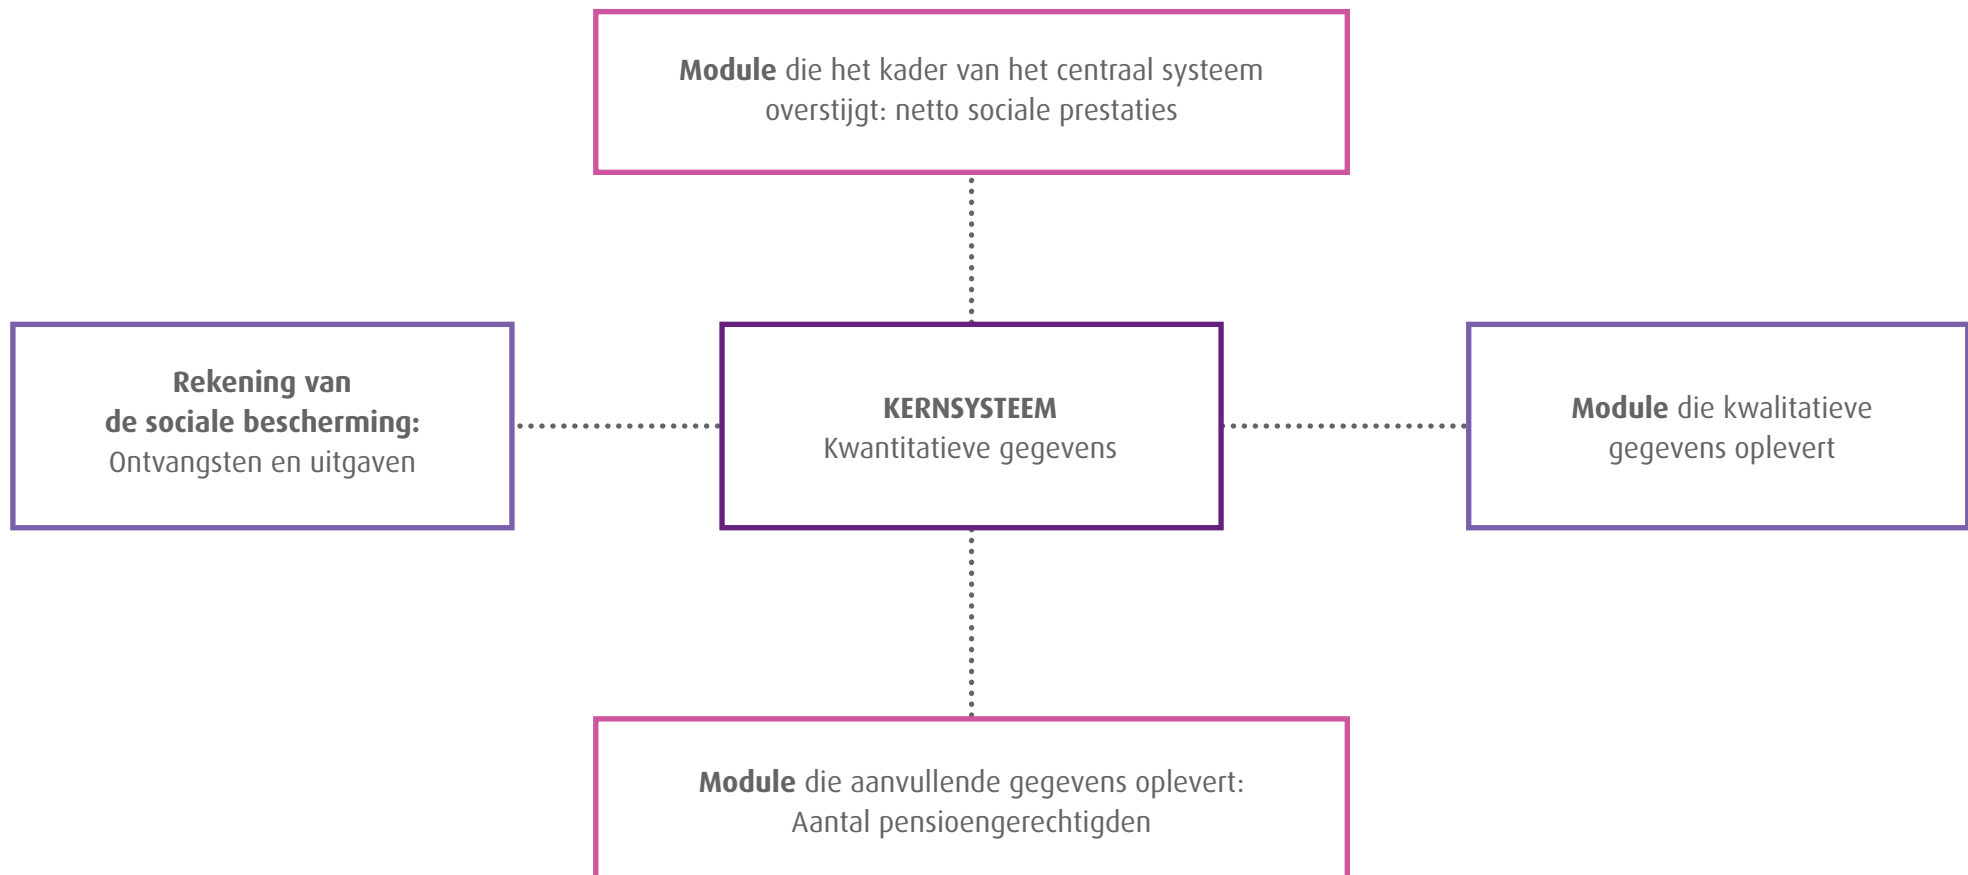 Module die het kader van het centraal systeem
overstijgt: netto sociale prestaties
Rekening van
de sociale bescherming:
Ontvangsten en uitgaven
KERNSYSTEEM
Kwantitatieve gegevens
Module die kwalitatieve
gegevens oplevert
Module die aanvullende gegevens oplevert:
Aantal pensioengerechtigden